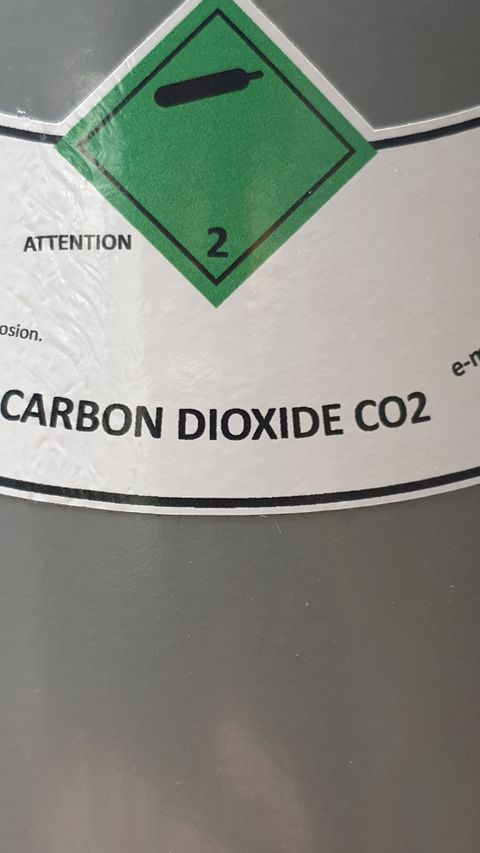 2
ATTENTION
osion.
e-m
CARBON DIOXIDE CO2